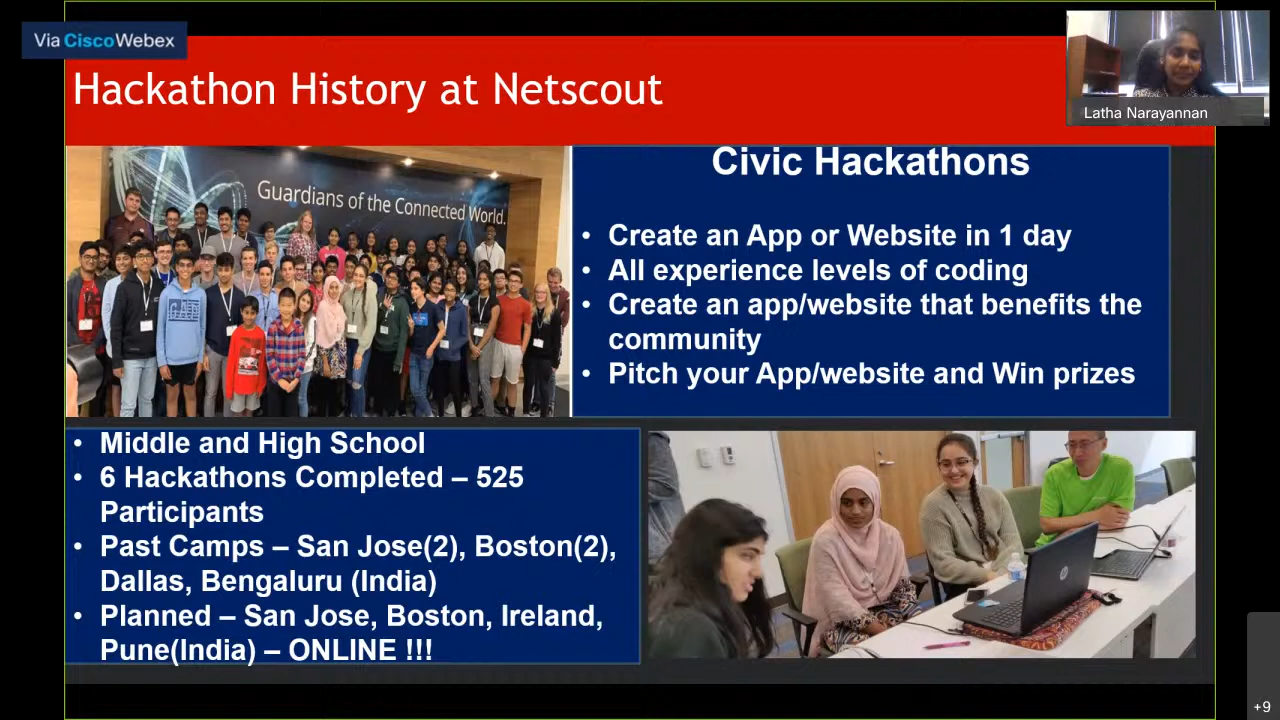 Via Cisco Webex
Hackathon History at Netscout
Latha Narayannan
Guardians of the Connected World.
Civic Hackathons
• Create an App or Website in 1 day
• All experience levels of coding
• Create an app/website that benefits the
community
• Pitch your App/website and Win prizes
• Middle and High School
• 6 Hackathons Completed – 525
Participants
• Past Camps – San Jose(2), Boston(2),
Dallas, Bengaluru (India)
• Planned – San Jose, Boston, Ireland,
Pune(India) – ONLINE !!!
hp
+9